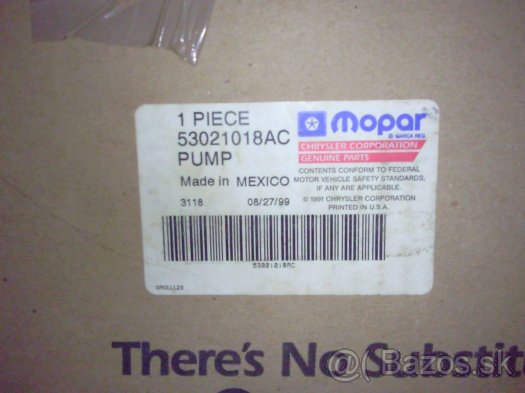 1 PIECE
53021018AC
PUMP
Made in MEXICO
3118 08/27/99
Mopar
® MARCA REG.
CHRYSLER CORPORATION
GENUINE PARTS
CONTENTS CONFORM TO FEDERAL
MOTOR VEHICLE SAFETY STANDARDS,
IF ANY ARE APPLICABLE.
© 1991 CHRYSLER CORPORATION
PRINTED IN U.S.A.
53021018AC
There's No Substit
Bazos.sk